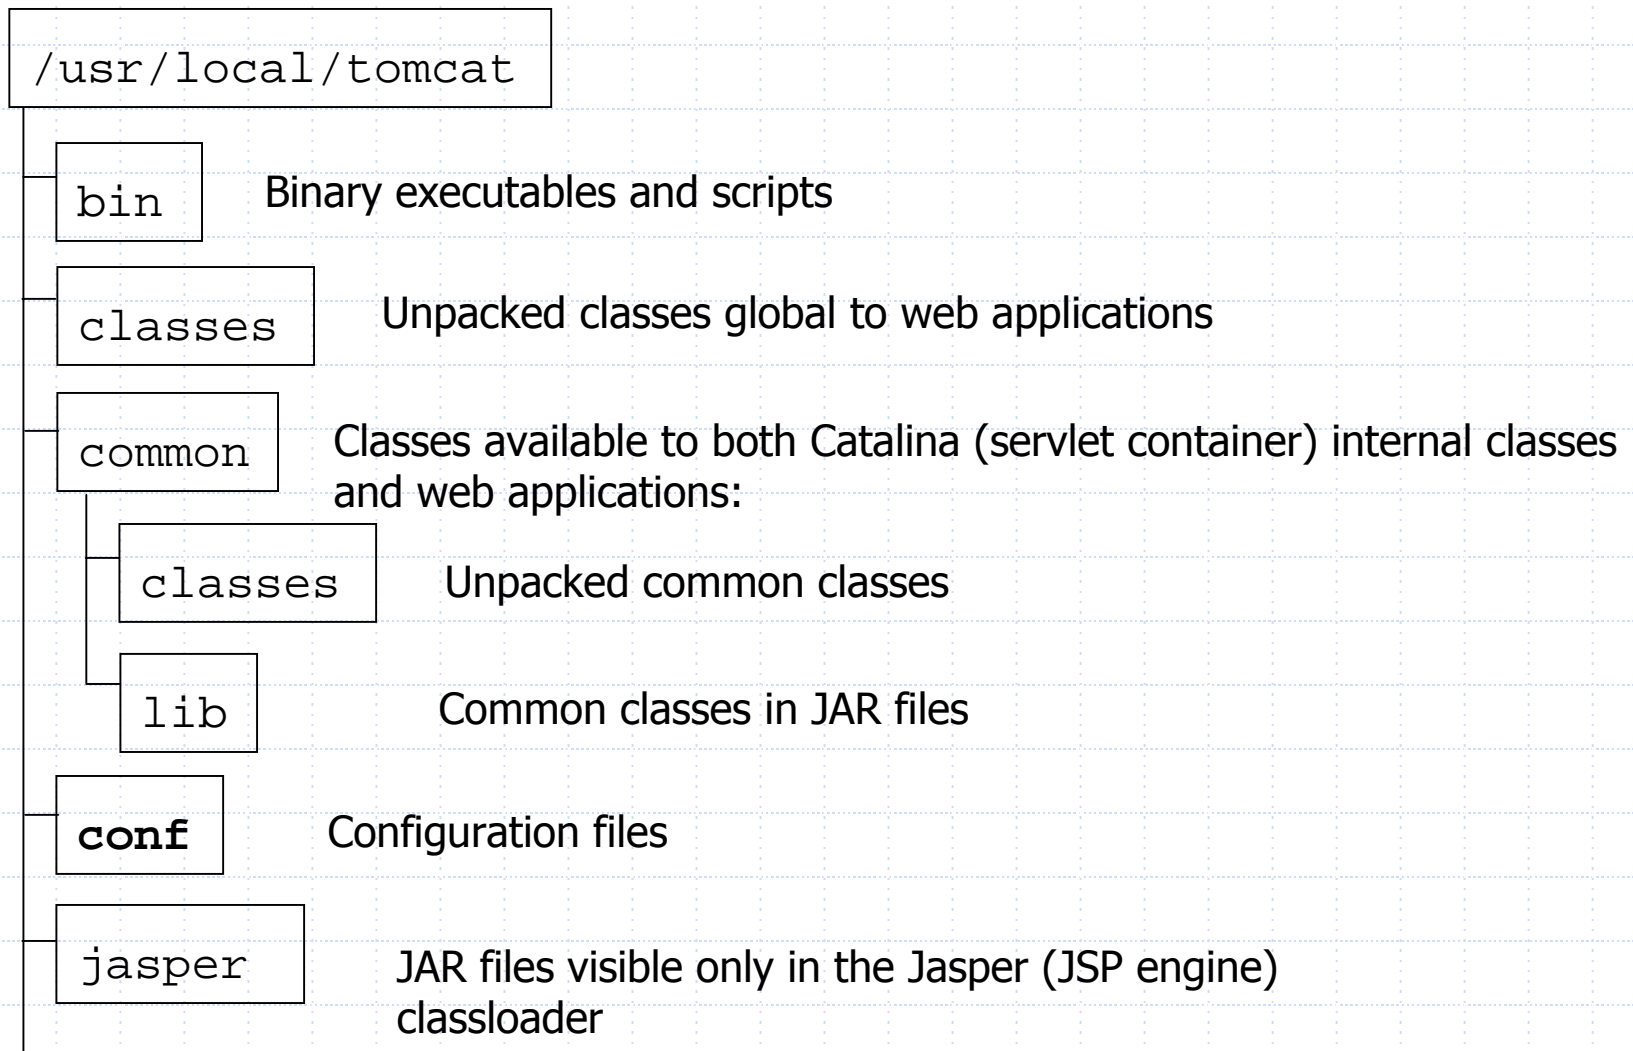 /usr/local/tomcat
bin
Binary executables and scripts
classes
Unpacked classes global to web applications
common
Classes available to both Catalina (servlet container) internal classes
and web applications:
classes
Unpacked common classes
lib
Common classes in JAR files
conf
Configuration files
jasper
JAR files visible only in the Jasper (JSP engine)
classloader